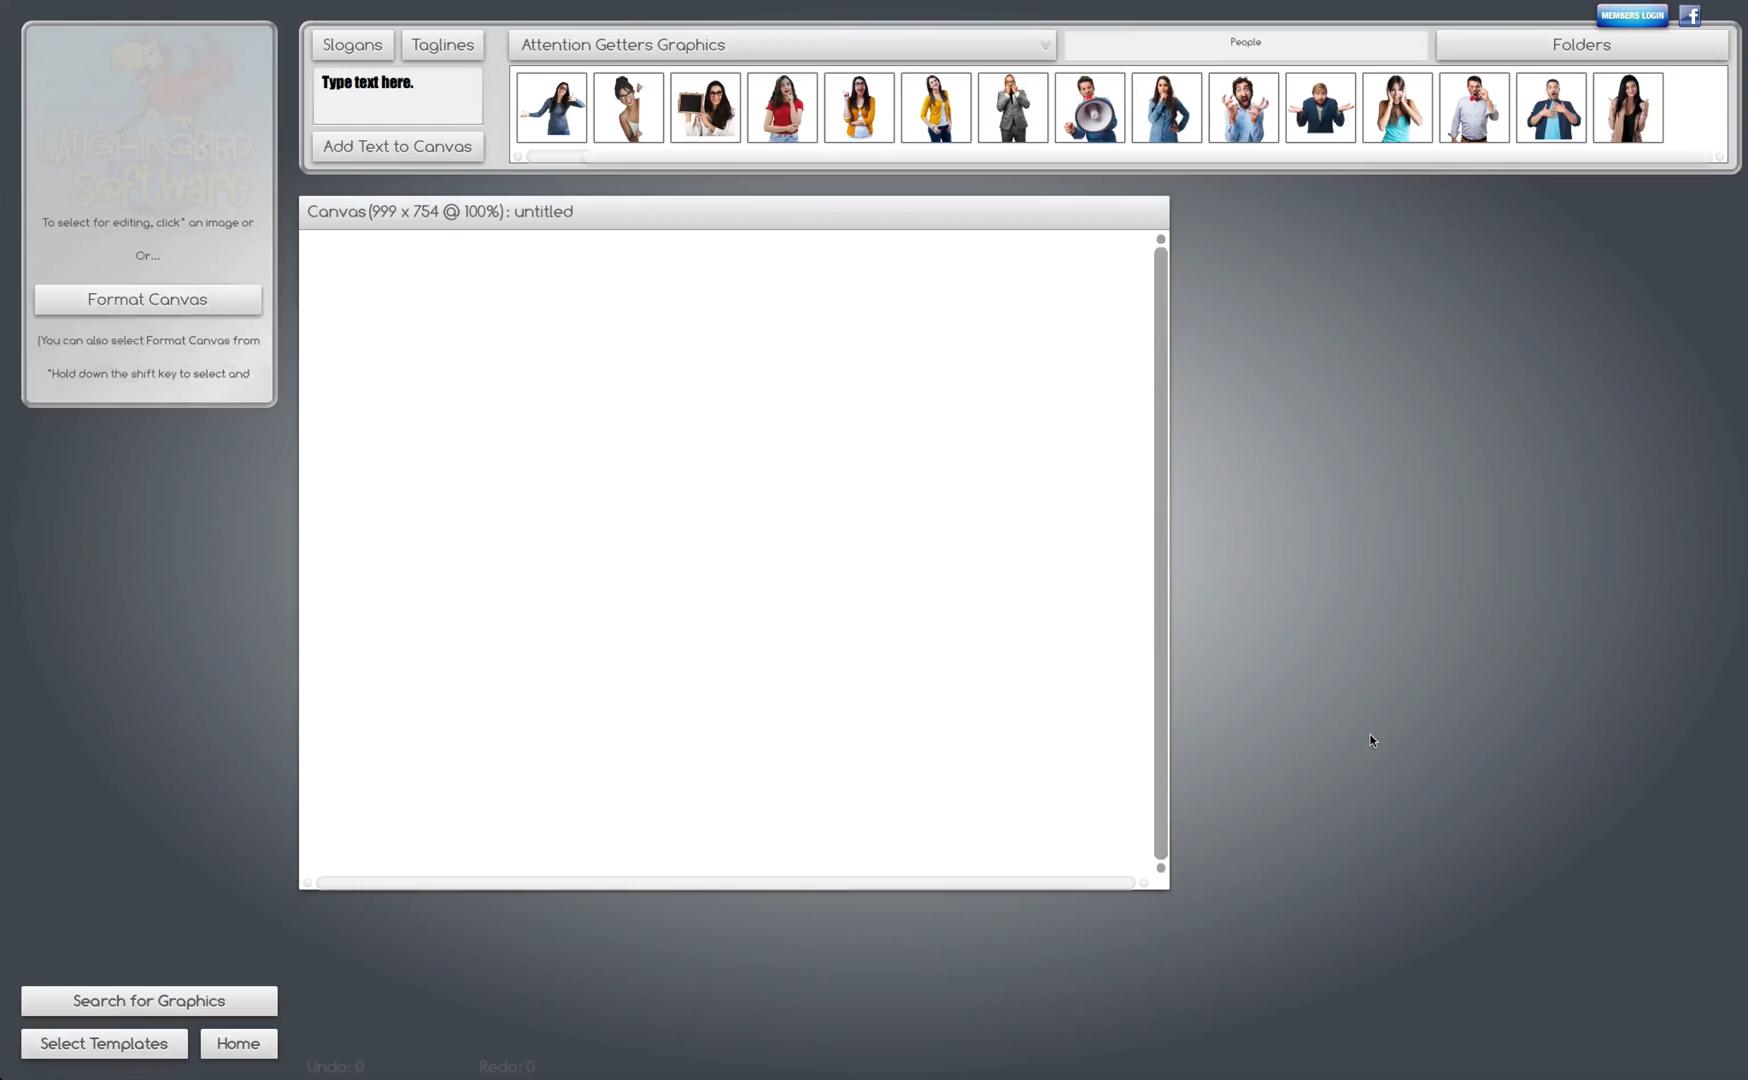 MEMBERS LOGIN
f
Slogans
Taglines
Attention Getters Graphics
People
Folders
Type text here.
Add Text to Canvas
LAUGHINGBIRD
Software
To select for editing, click* an image or
Or...
Format Canvas
(You can also select Format Canvas from
*Hold down the shift key to select and
Canvas(999 x 754 @ 100%) : untitled
Search for Graphics
Select Templates
Home
Undo: 0
Redo: 0